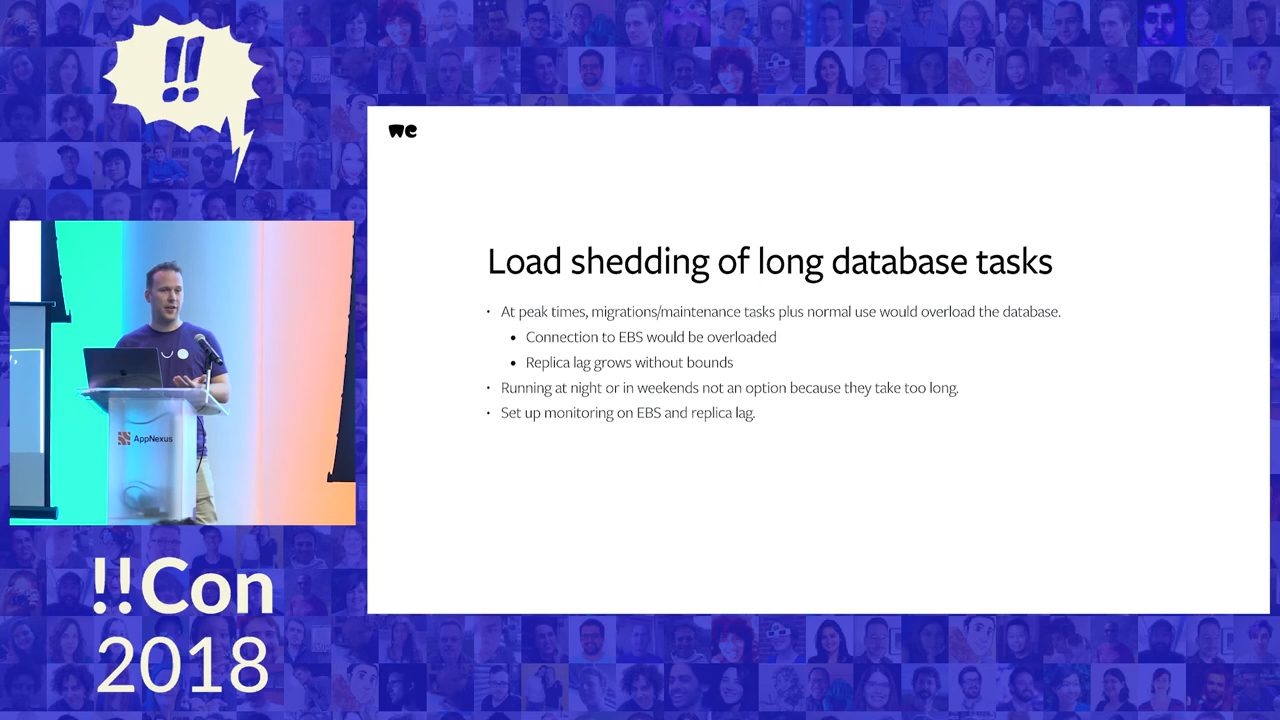 !!
we
Load shedding of long database tasks
• At peak times, migrations/maintenance tasks plus normal use would overload the database.
• Connection to EBS would be overloaded
• Replica lag grows without bounds
• Running at night or in weekends not an option because they take too long.
• Set up monitoring on EBS and replica lag.
AppNexus
!!Con
2018